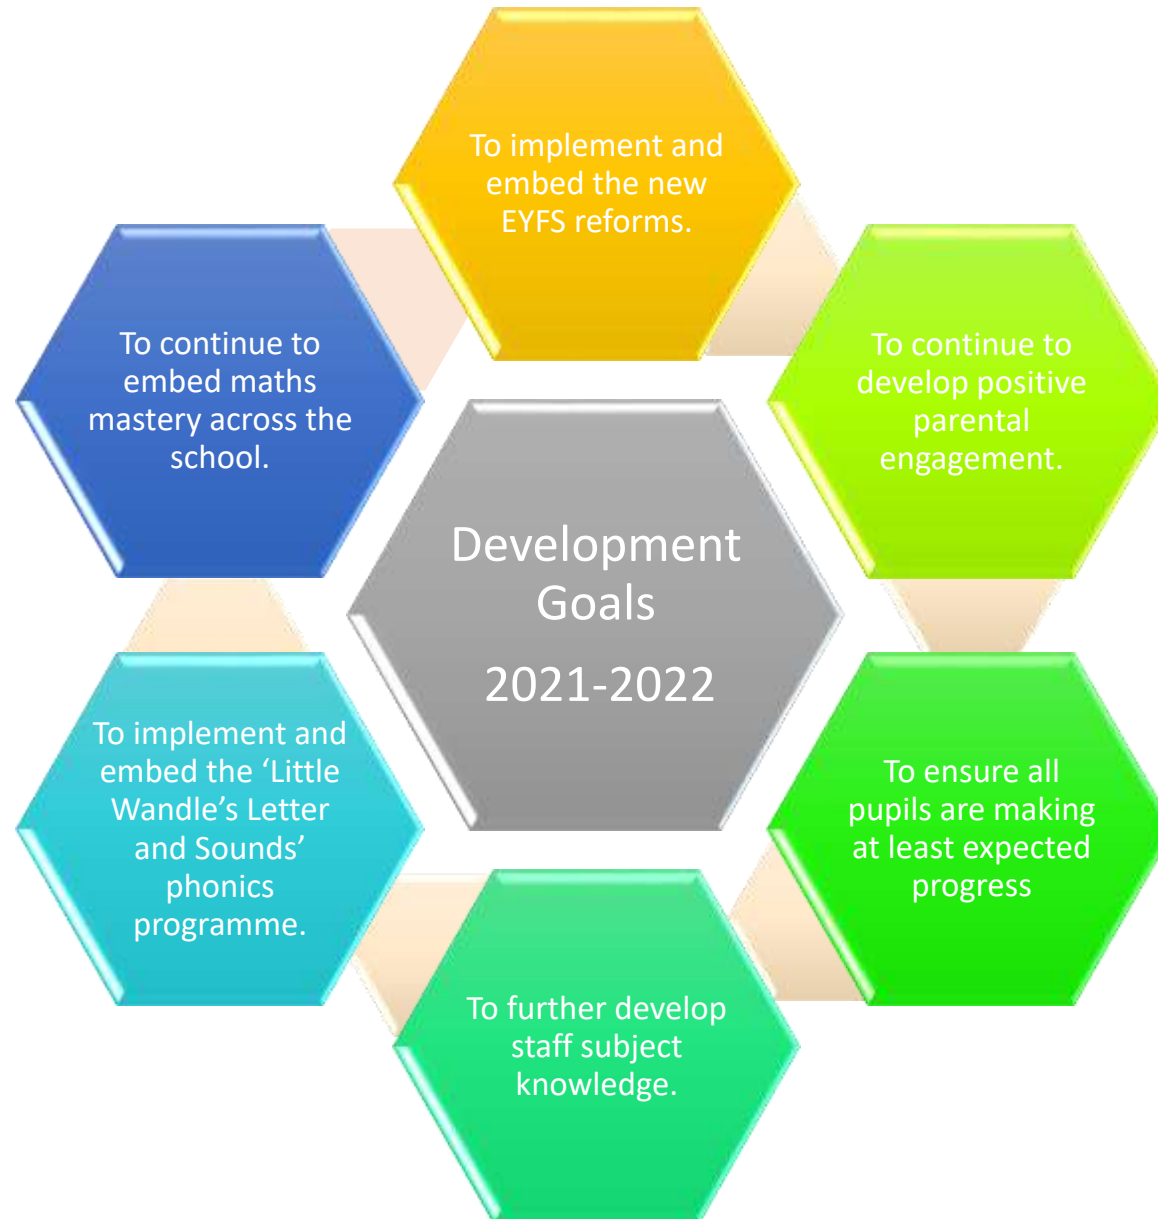 To implement and
embed the new
EYFS reforms.
To continue to
develop positive
parental
engagement.
To ensure all
pupils are making
at least expected
progress
To further develop
staff subject
knowledge.
To implement and
embed the ‘Little
Wandle’s Letter
and Sounds’
phonics
programme.
To continue to
embed maths
mastery across the
school.
Development
Goals
2021-2022